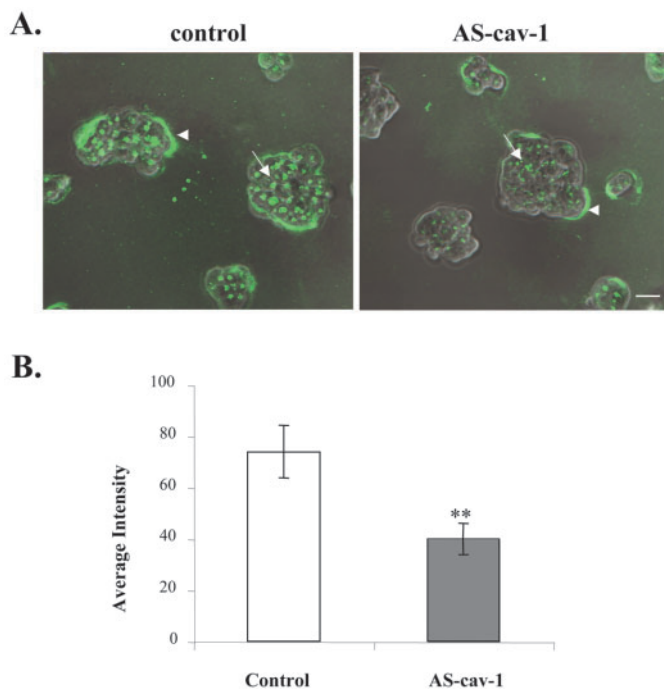 A.
control AS-cav-1
B.
100
80
60
40
20
0
Average Intensity
**
Control AS-cav-1